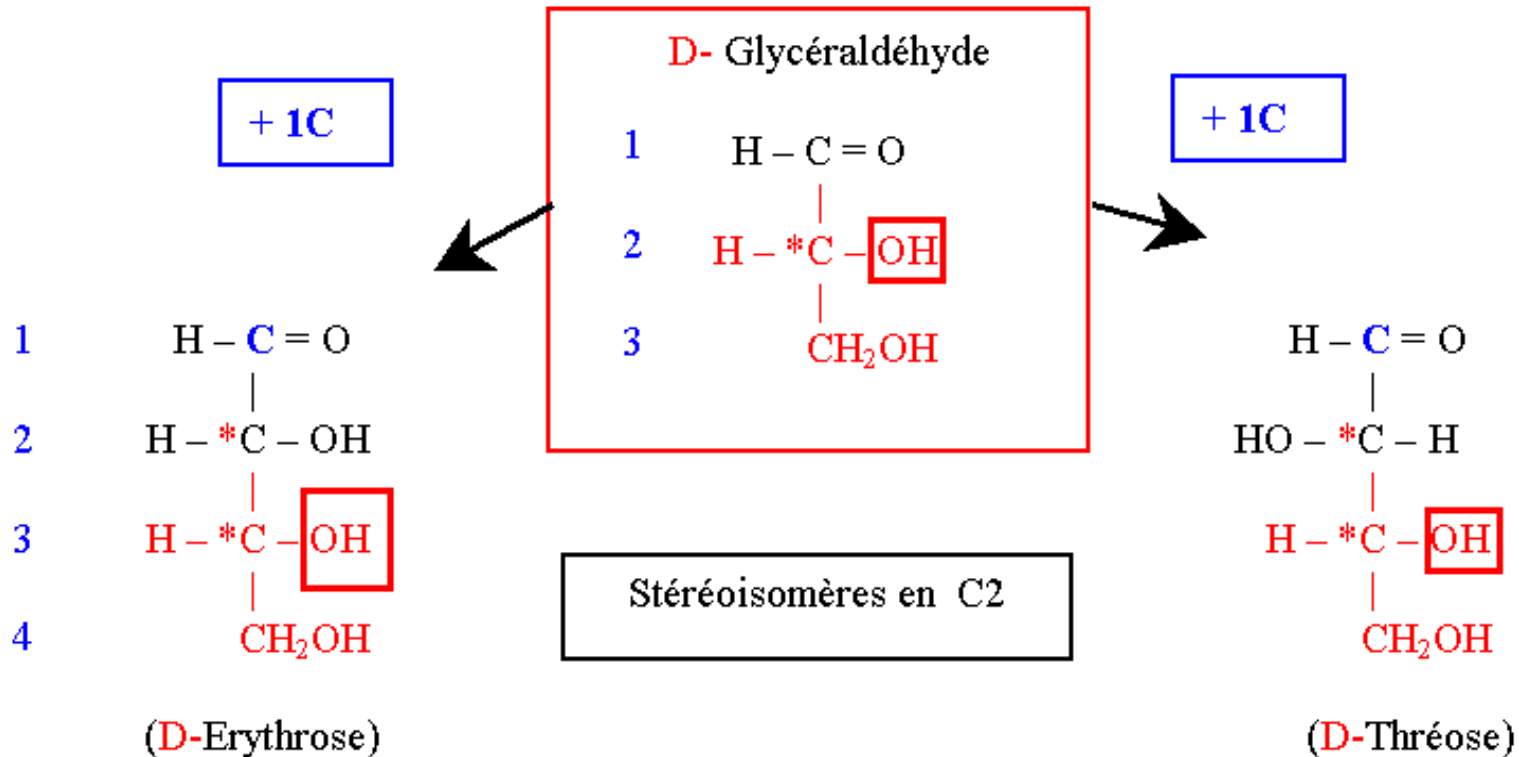 D- Glycéraldéhyde
+ 1C
+ 1C
1 H – C = O
2 H – *C – OH
3 CH₂OH
1 H – C = O
2 H – *C – OH
3 H – *C – OH
4 CH₂OH
(D-Erythrose)
Stéréoisomères en C2
H – C = O
HO – *C – H
H – *C – OH
CH₂OH
(D-Thréose)